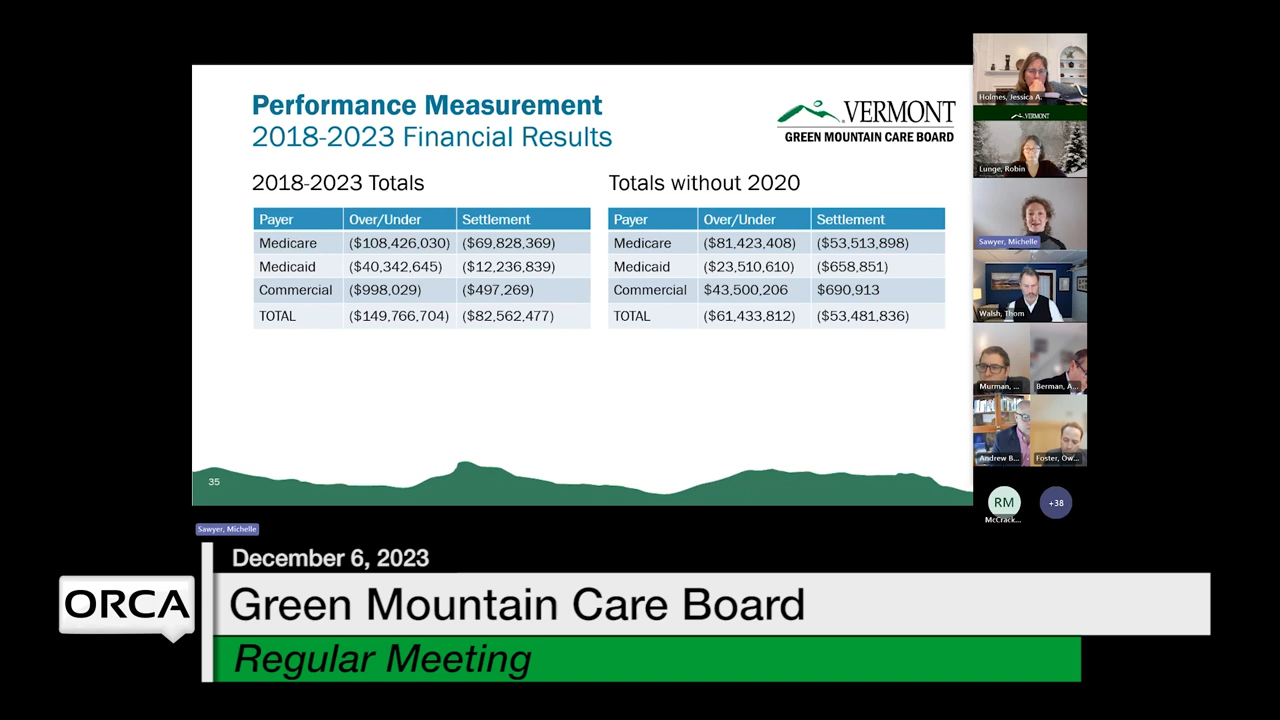 Performance Measurement
2018-2023 Financial Results
VERMONT
GREEN MOUNTAIN CARE BOARD
2018-2023 Totals
Payer Over/Under Settlement
Medicare ($108,426,030) ($69,828,369)
Medicaid ($40,342,645) ($12,236,839)
Commercial ($998,029) ($497,269)
TOTAL ($149,766,704) ($82,562,477)
Totals without 2020
Payer Over/Under Settlement
Medicare ($81,423,408) ($53,513,898)
Medicaid ($23,510,610) ($658,851)
Commercial $43,500,206 $690,913
TOTAL ($61,433,812) ($53,481,836)
35
Holmes, Jessica A.
VERMONT
Lunge, Robin
Sawyer, Michelle
Walsh, Thom
Murman, ...
Berman, A...
Andrew B...
Foster, Ow...
RM
McCrack...
+38
Sawyer, Michelle
December 6, 2023
ORCA
Green Mountain Care Board
Regular Meeting